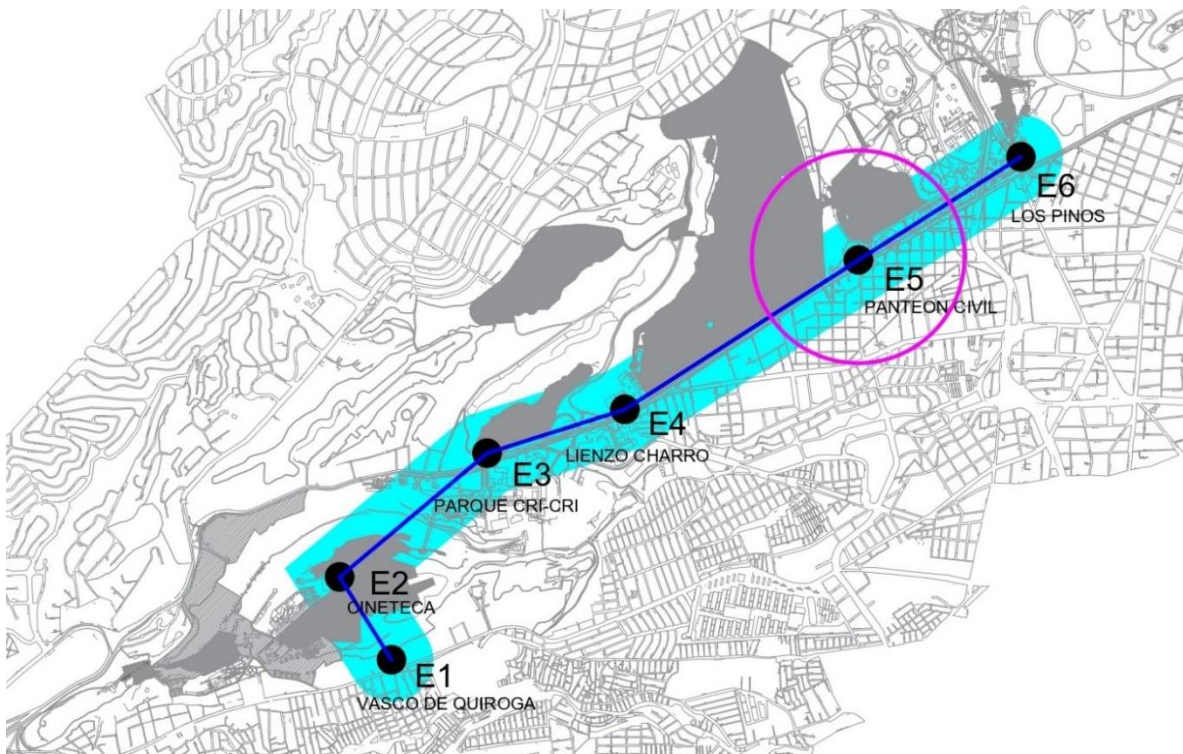 E6
LOS PINOS
E5
PANTEON CIVIL
E4
LIENZO CHARRO
E3
PARQUE CRI-CRI
E2
CINETECA
E1
VASCO DE QUIROGA